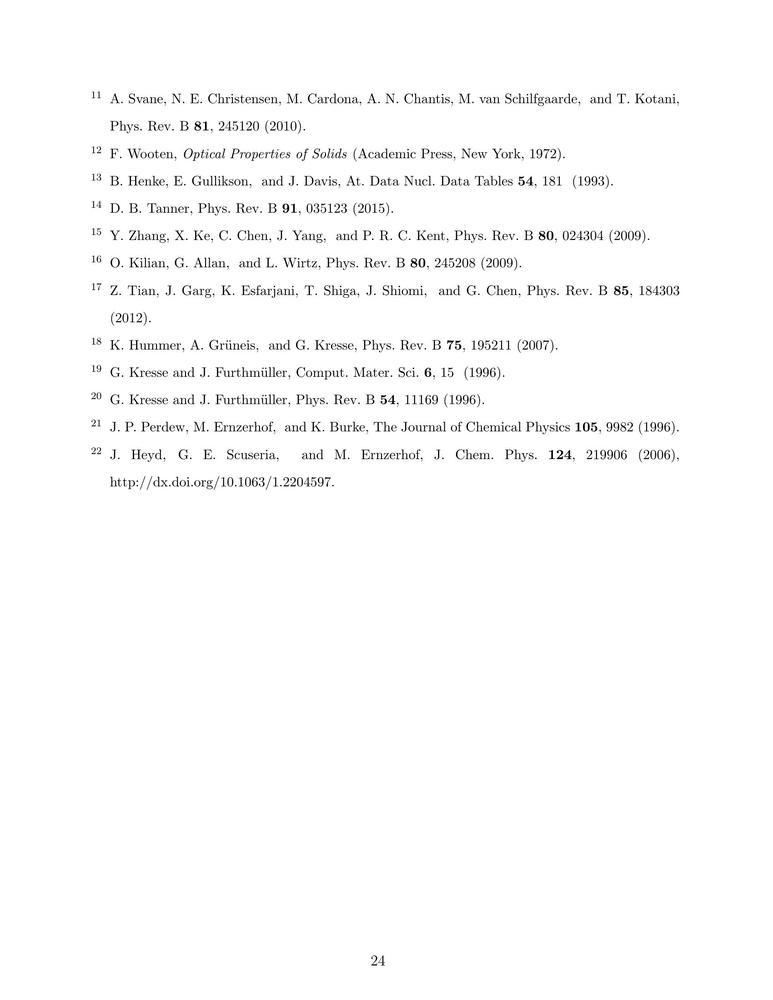 11 A. Svane, N. E. Christensen, M. Cardona, A. N. Chantis, M. van Schilfgaarde, and T. Kotani,
Phys. Rev. B 81, 245120 (2010).
12 F. Wooten, Optical Properties of Solids (Academic Press, New York, 1972).
13 B. Henke, E. Gullikson, and J. Davis, At. Data Nucl. Data Tables 54, 181 (1993).
14 D. B. Tanner, Phys. Rev. B 91, 035123 (2015).
15 Y. Zhang, X. Ke, C. Chen, J. Yang, and P. R. C. Kent, Phys. Rev. B 80, 024304 (2009).
16 O. Kilian, G. Allan, and L. Wirtz, Phys. Rev. B 80, 245208 (2009).
17 Z. Tian, J. Garg, K. Esfarjani, T. Shiga, J. Shiomi, and G. Chen, Phys. Rev. B 85, 184303
(2012).
18 K. Hummer, A. Grüneis, and G. Kresse, Phys. Rev. B 75, 195211 (2007).
19 G. Kresse and J. Furthmüller, Comput. Mater. Sci. 6, 15 (1996).
20 G. Kresse and J. Furthmüller, Phys. Rev. B 54, 11169 (1996).
21 J. P. Perdew, M. Ernzerhof, and K. Burke, The Journal of Chemical Physics 105, 9982 (1996).
22 J. Heyd, G. E. Scuseria, and M. Ernzerhof, J. Chem. Phys. 124, 219906 (2006),
http://dx.doi.org/10.1063/1.2204597.
24